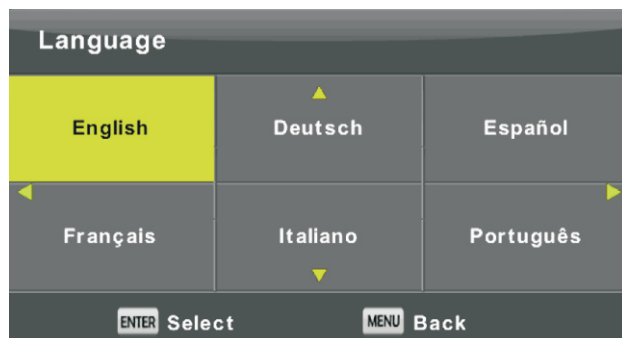 Language
English Deutsch Español
Français Italiano Português
ENTER Select MENU Back